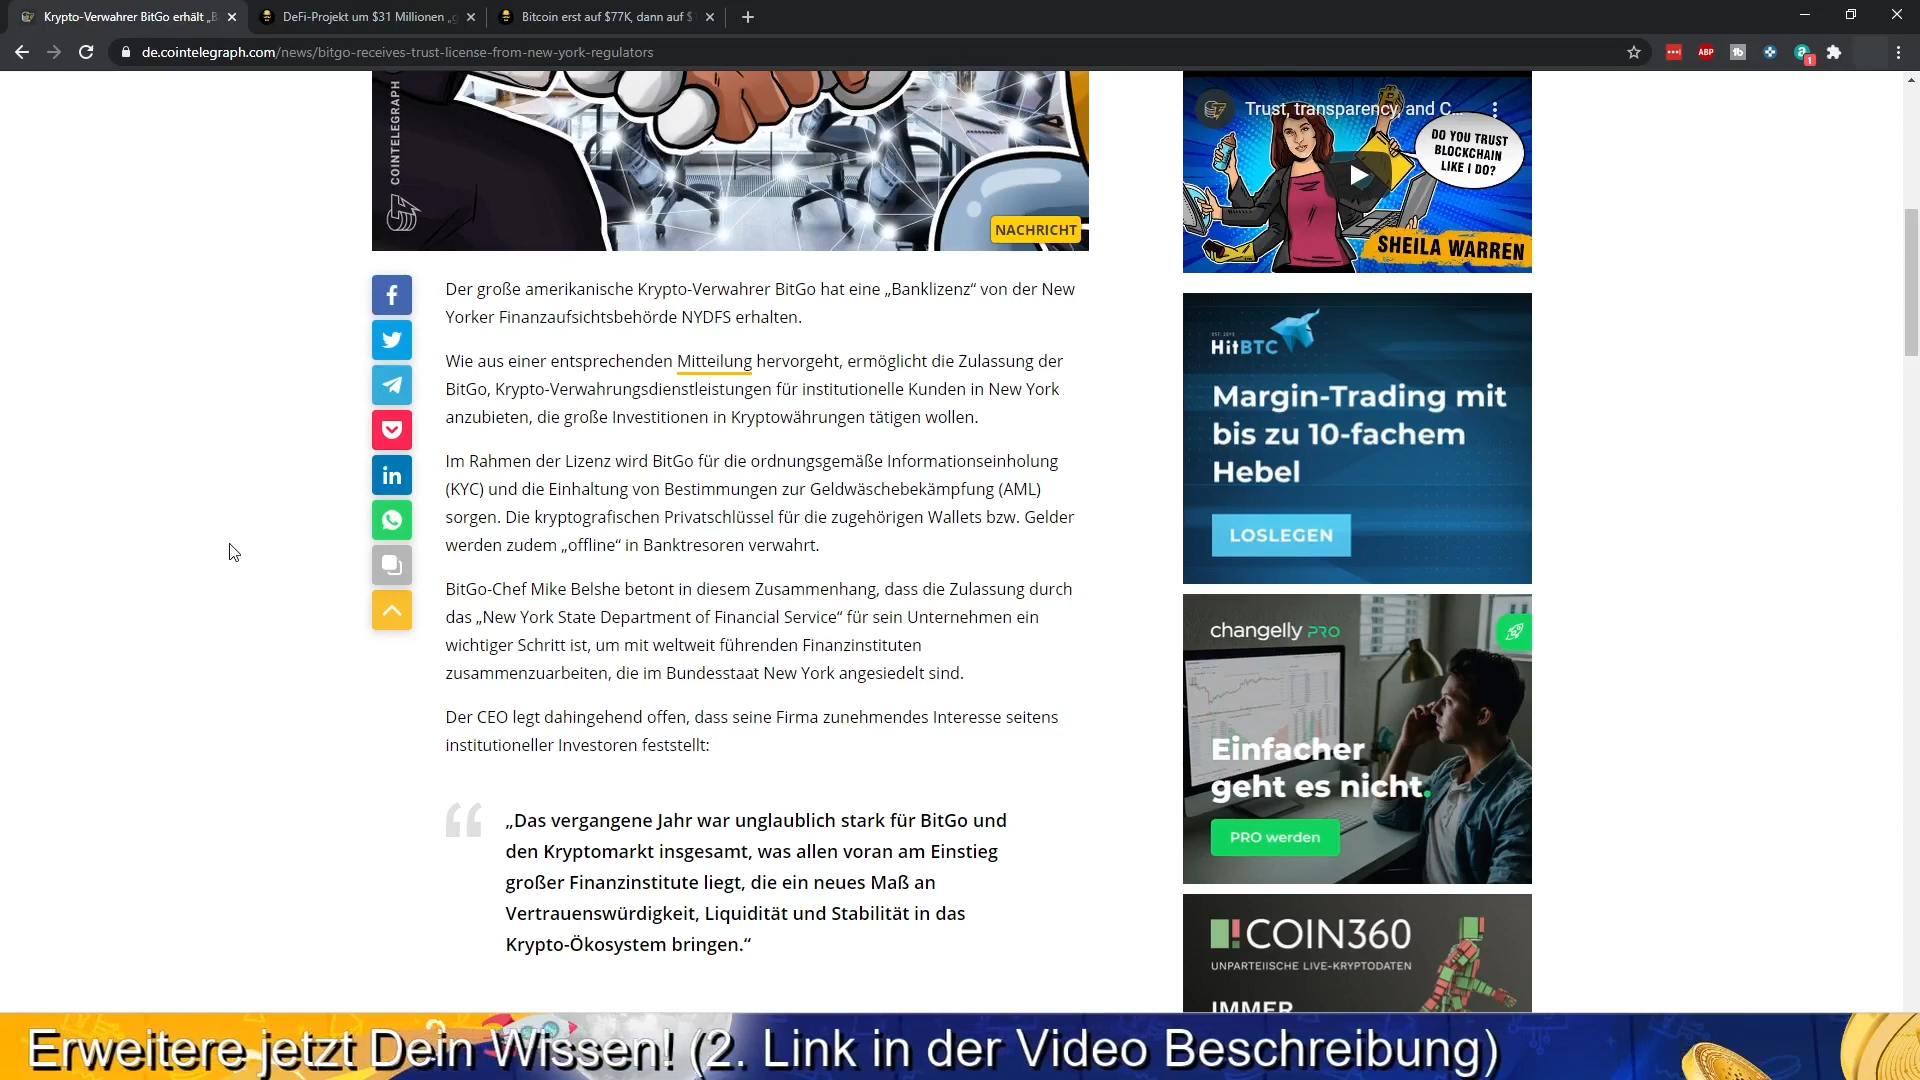 Krypto-Verwahrer BitGo erhält „B
DeFi-Projekt um $31 Millionen „g
Bitcoin erst auf $77K, dann auf $
de.cointelegraph.com/news/bitgo-receives-trust-license-from-new-york-regulators
ABP
1
COINTELEGRAPH
NACHRICHT
Der große amerikanische Krypto-Verwahrer BitGo hat eine „Banklizenz“ von der New
Yorker Finanzaufsichtsbehörde NYDFS erhalten.
Wie aus einer entsprechenden Mitteilung hervorgeht, ermöglicht die Zulassung der
BitGo, Krypto-Verwahrungsdienstleistungen für institutionelle Kunden in New York
anzubieten, die große Investitionen in Kryptowährungen tätigen wollen.
Im Rahmen der Lizenz wird BitGo für die ordnungsgemäße Informationseinholung
(KYC) und die Einhaltung von Bestimmungen zur Geldwäschebekämpfung (AML)
sorgen. Die kryptografischen Privatschlüssel für die zugehörigen Wallets bzw. Gelder
werden zudem „offline“ in Banktresoren verwahrt.
BitGo-Chef Mike Belshe betont in diesem Zusammenhang, dass die Zulassung durch
das „New York State Department of Financial Service“ für sein Unternehmen ein
wichtiger Schritt ist, um mit weltweit führenden Finanzinstituten
zusammenzuarbeiten, die im Bundesstaat New York angesiedelt sind.
Der CEO legt dahingehend offen, dass seine Firma zunehmendes Interesse seitens
institutioneller Investoren feststellt:
„Das vergangene Jahr war unglaublich stark für BitGo und
den Kryptomarkt insgesamt, was allen voran am Einstieg
großer Finanzinstitute liegt, die ein neues Maß an
Vertrauenswürdigkeit, Liquidität und Stabilität in das
Krypto-Ökosystem bringen.“
Trust, transparency, and C...
DO YOU TRUST
BLOCKCHAIN
LIKE I DO?
SHEILA WARREN
EST. 2013
HitBTC
Margin-Trading mit
bis zu 10-fachem
Hebel
LOSLEGEN
changelly PRO
Einfacher
geht es nicht.
PRO werden
COIN360
UNPARTEIISCHE LIVE-KRYPTODATEN
IMMER
Erweitere jetzt Dein Wissen! (2. Link in der Video Beschreibung)